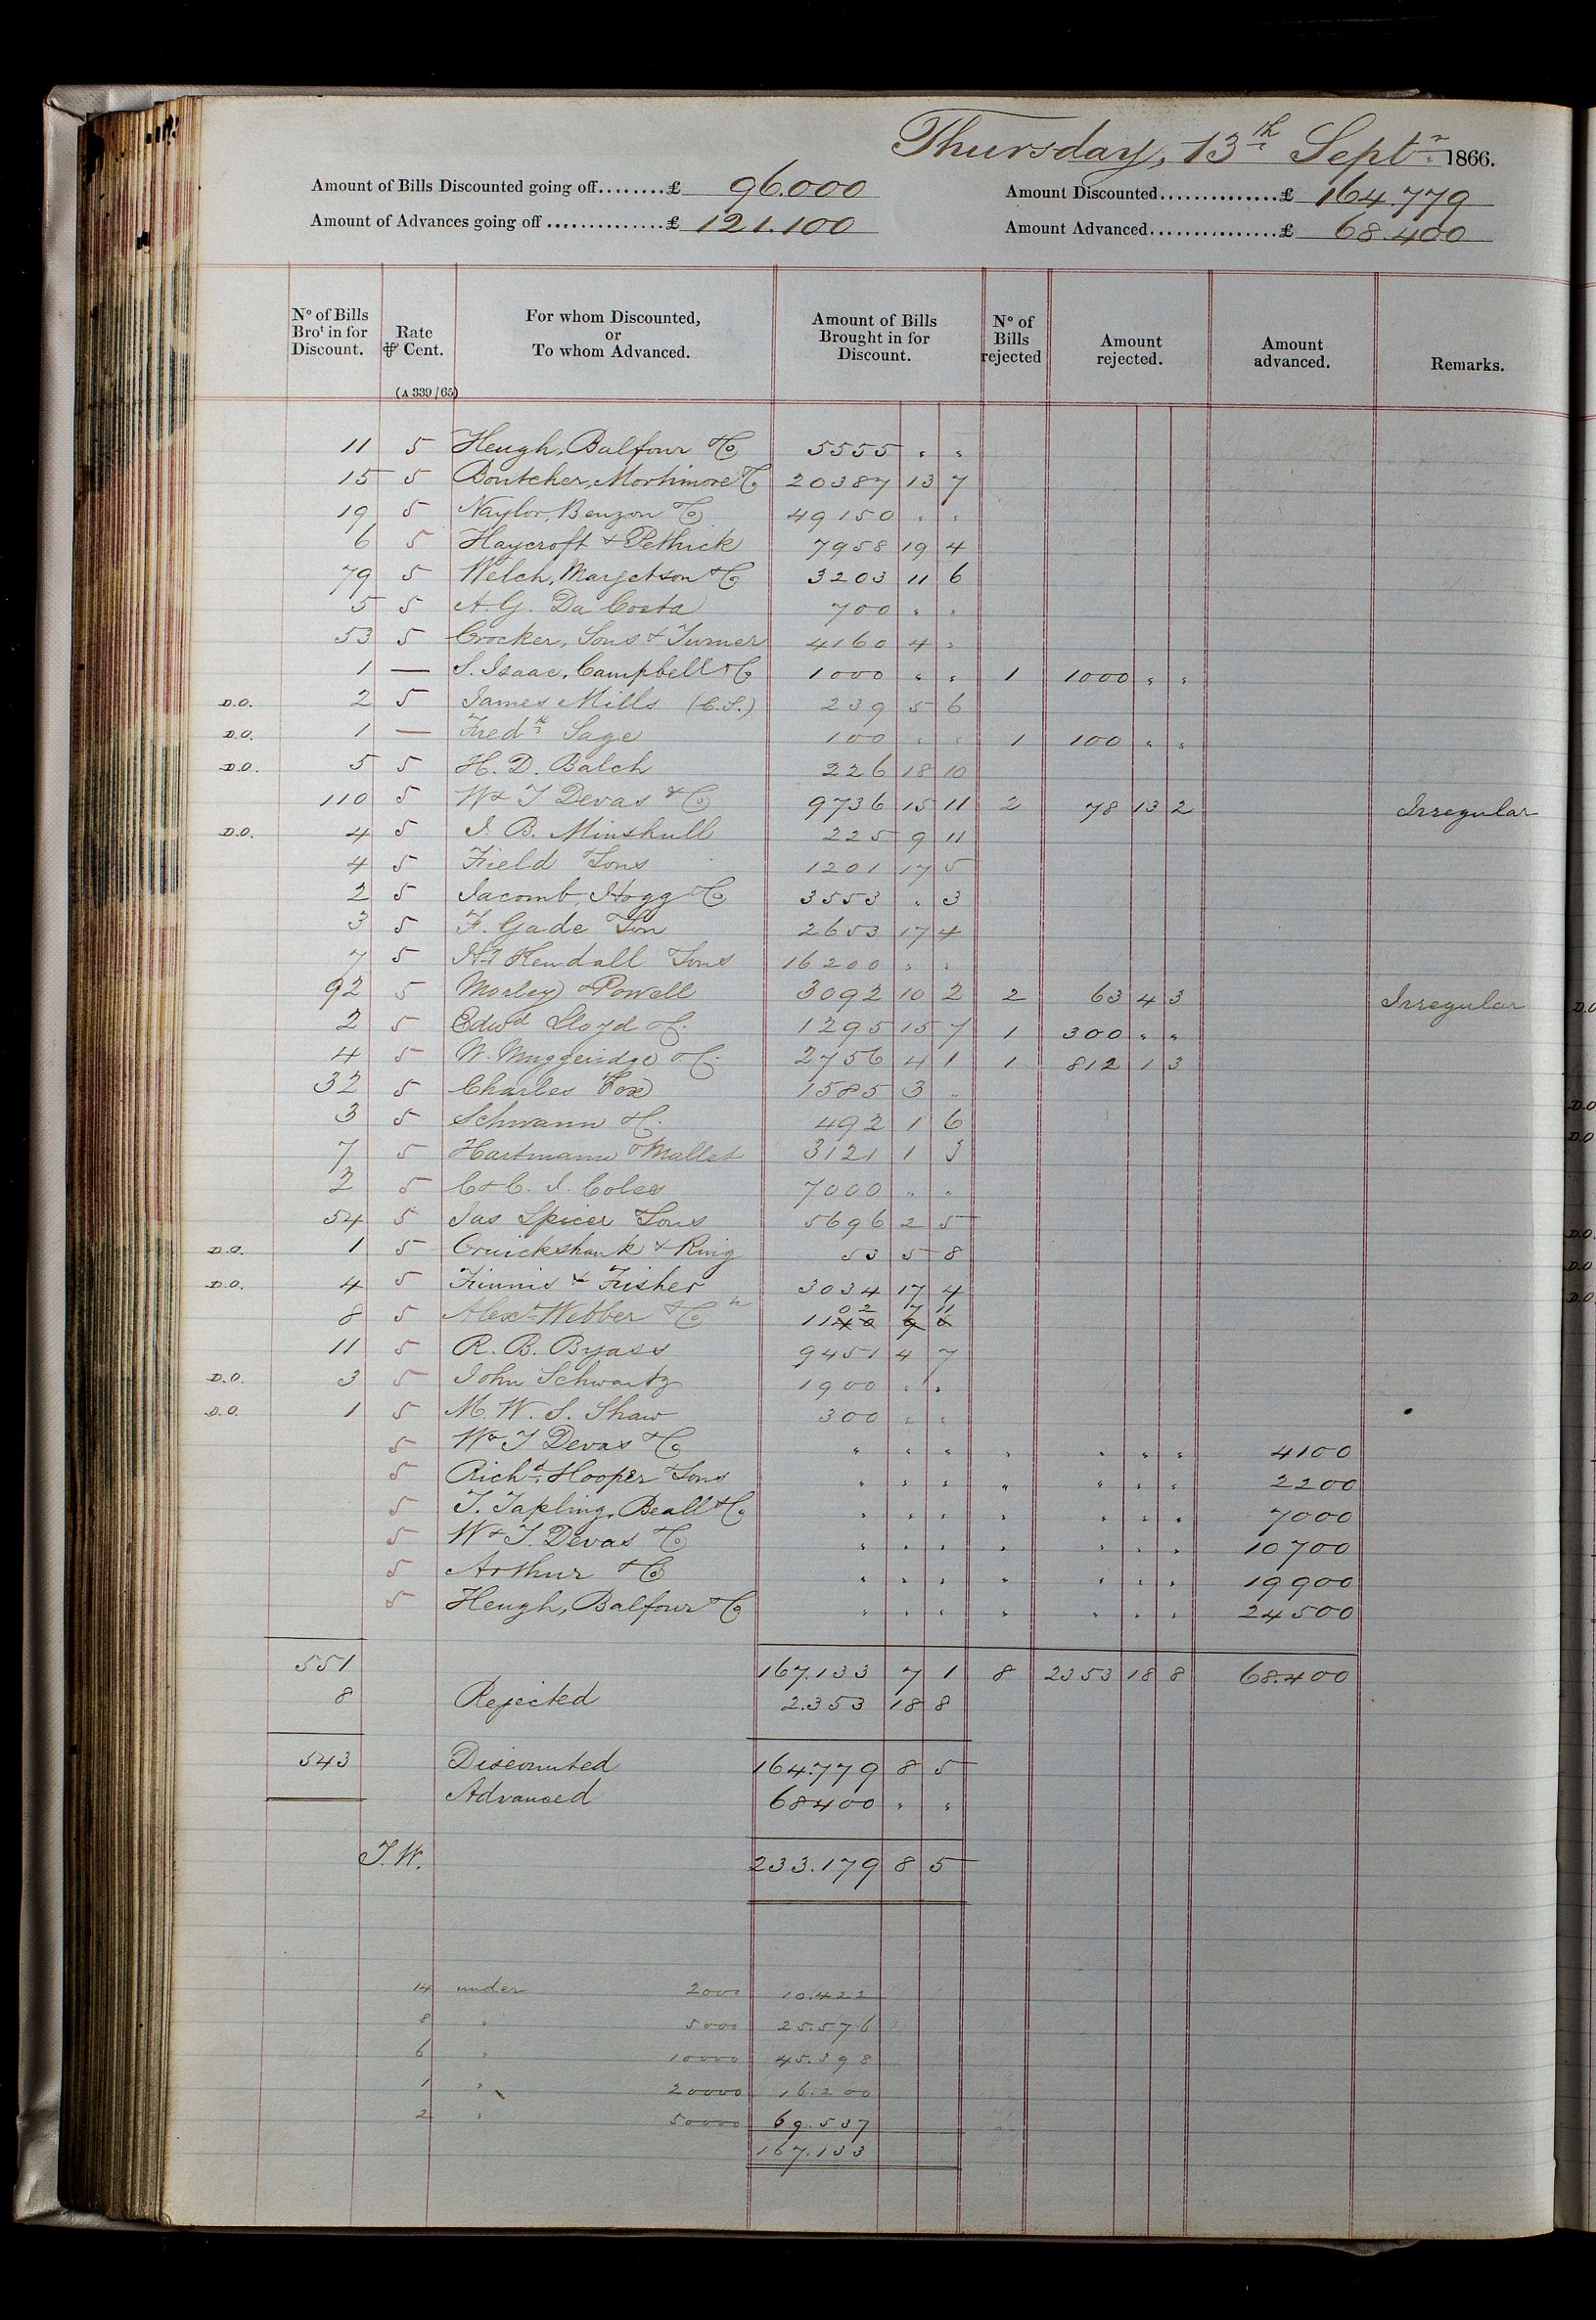 Thursday, 13th Septr 1866.
Amount of Bills Discounted going off........£ 96.000 Amount Discounted...............£ 164.779
Amount of Advances going off...............£ 121.100 Amount Advanced................£ 68.400
No of Bills Brot in for Discount. Rate ⅌ Cent. (A 339/65) For whom Discounted, or To whom Advanced. Amount of Bills Brought in for Discount. No of Bills rejected Amount rejected. Amount advanced. Remarks.
11 5 Heugh, Balfour & Co 5555 " "
15 5 Boutcher, Mortimore & Co 20387 13 7
19 5 Naylor, Benzon & Co 49150 " "
6 5 Haycroft & Pethick 7958 19 4
79 5 Welch, Margetson & Co 3203 11 6
5 5 A. G. Da Costa 700 " "
53 5 Crocker, Sons & Turner 4160 4 "
1 — S. Isaac, Campbell & Co 1000 " " 1 1000 " "
D.O. 2 5 James Mills (C.S.) 239 5 6
D.O. 1 — Fredk Sage 100 " " 1 100 " "
D.O. 5 5 H. D. Balch 226 18 10
110 5 W & T Devas & Co 9736 15 11 2 78 13 2 Irregular
D.O. 4 5 J. B. Minshull 225 9 11
4 5 Field Sons 1201 17 5
2 5 Jacomb, Hogg & Co 3553 " 3
3 5 F. Gade & Son 2653 17 4
7 5 Hy Kendall & Sons 16200 " "
92 5 Morley & Powell 3092 10 2 2 63 4 3 Irregular
2 5 Edwd Lloyd & Co 1295 15 7 1 300 " "
4 5 W. Muggeridge & Co 2756 4 1 1 812 1 3
32 5 Charles Fox 1585 3 "
3 5 Schwann & Co 492 1 6
7 5 Hartmann & Mallet 3121 1 3
2 5 C & C. J. Coles 7000 " "
54 5 Jas Spicer & Sons 5696 2 5
D.O. 1 5 Cruickshank & Ring 53 5 8
D.O. 4 5 Finnis & Fisher 3034 17 4
8 5 Alexr Webber & Co 1102 7 11
11 5 R. B. Byass 9451 4 7
D.O. 3 5 John Schwartz 1900 " "
D.O. 1 5 M. W. S. Shaw 300 " "
5 W & T Devas & Co " " " " " " " 4100
5 Richd Hooper & Sons " " " " " " " 2200
5 T. Tapling, Beall & Co " " " " " " " 7000
5 W & T. Devas & Co " " " " " " " 10700
5 Arthur & Co " " " " " " " 19900
5 Heugh, Balfour & Co " " " " " " " 24500
551 167.133 7 1 8 2353 18 8 68.400
8 Rejected 2.353 18 8
543 Discounted 164.779 8 5
Advanced 68400 " "
T.W. 233.179 8 5
14 under 2000 10.422
8 " 5000 25.576
6 " 10000 45.398
1 " 20000 16.200
2 " 50000 69.537
167.133